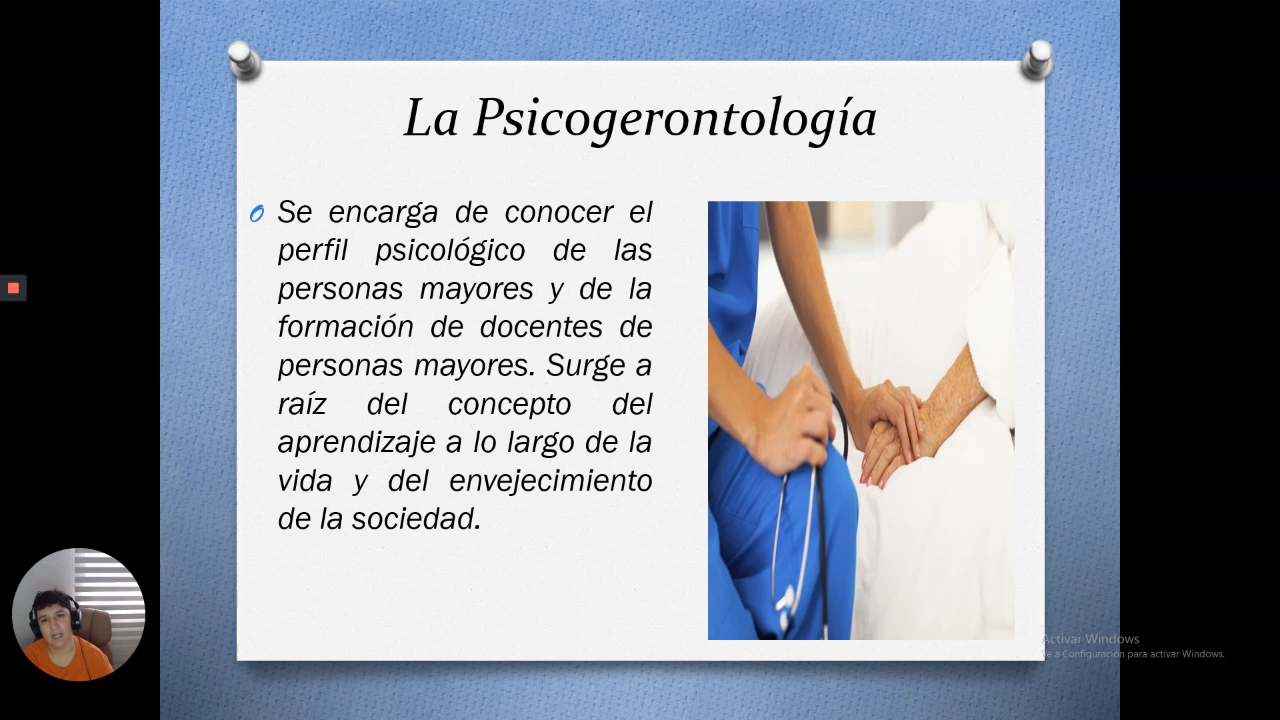 La Psicogerontología
Se encarga de conocer el
perfil psicológico de las
personas mayores y de la
formación de docentes de
personas mayores. Surge a
raíz del concepto del
aprendizaje a lo largo de la
vida y del envejecimiento
de la sociedad.
Activar Windows
Ve a Configuración para activar Windows.